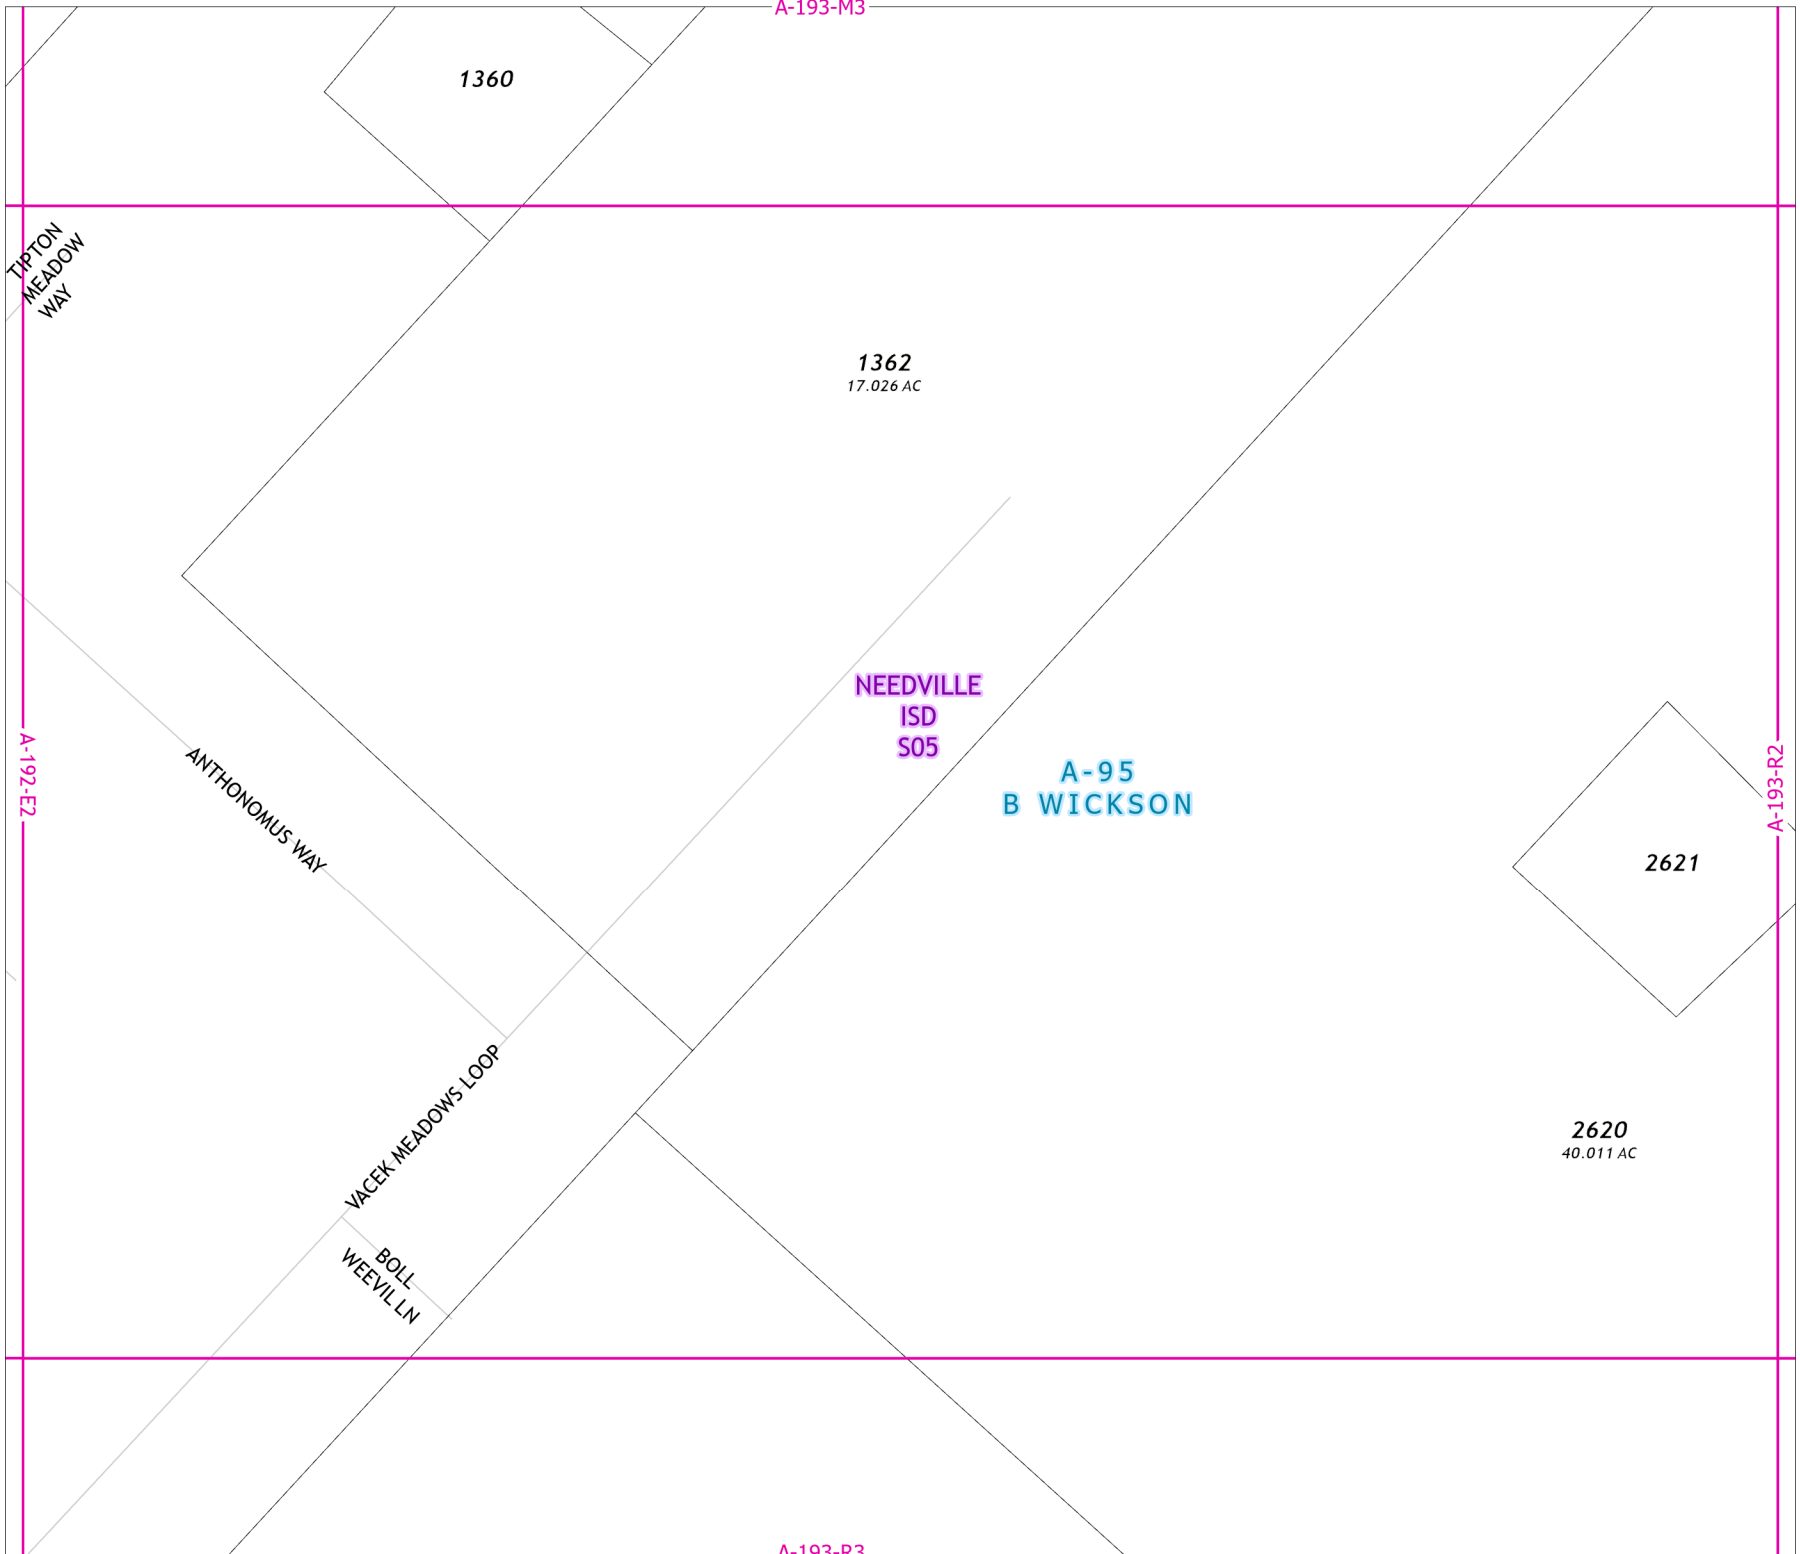 A-193-M3
1360
TIPTON
MEADOW
WAY
1362
17.026 AC
NEEDVILLE
ISD
S05
A-95
B WICKSON
A-192-E2
A-193-R2
ANTHONOMUS WAY
2621
VACEK MEADOWS LOOP
2620
40.011 AC
BOLL
WEEVIL LN
A-193-R3